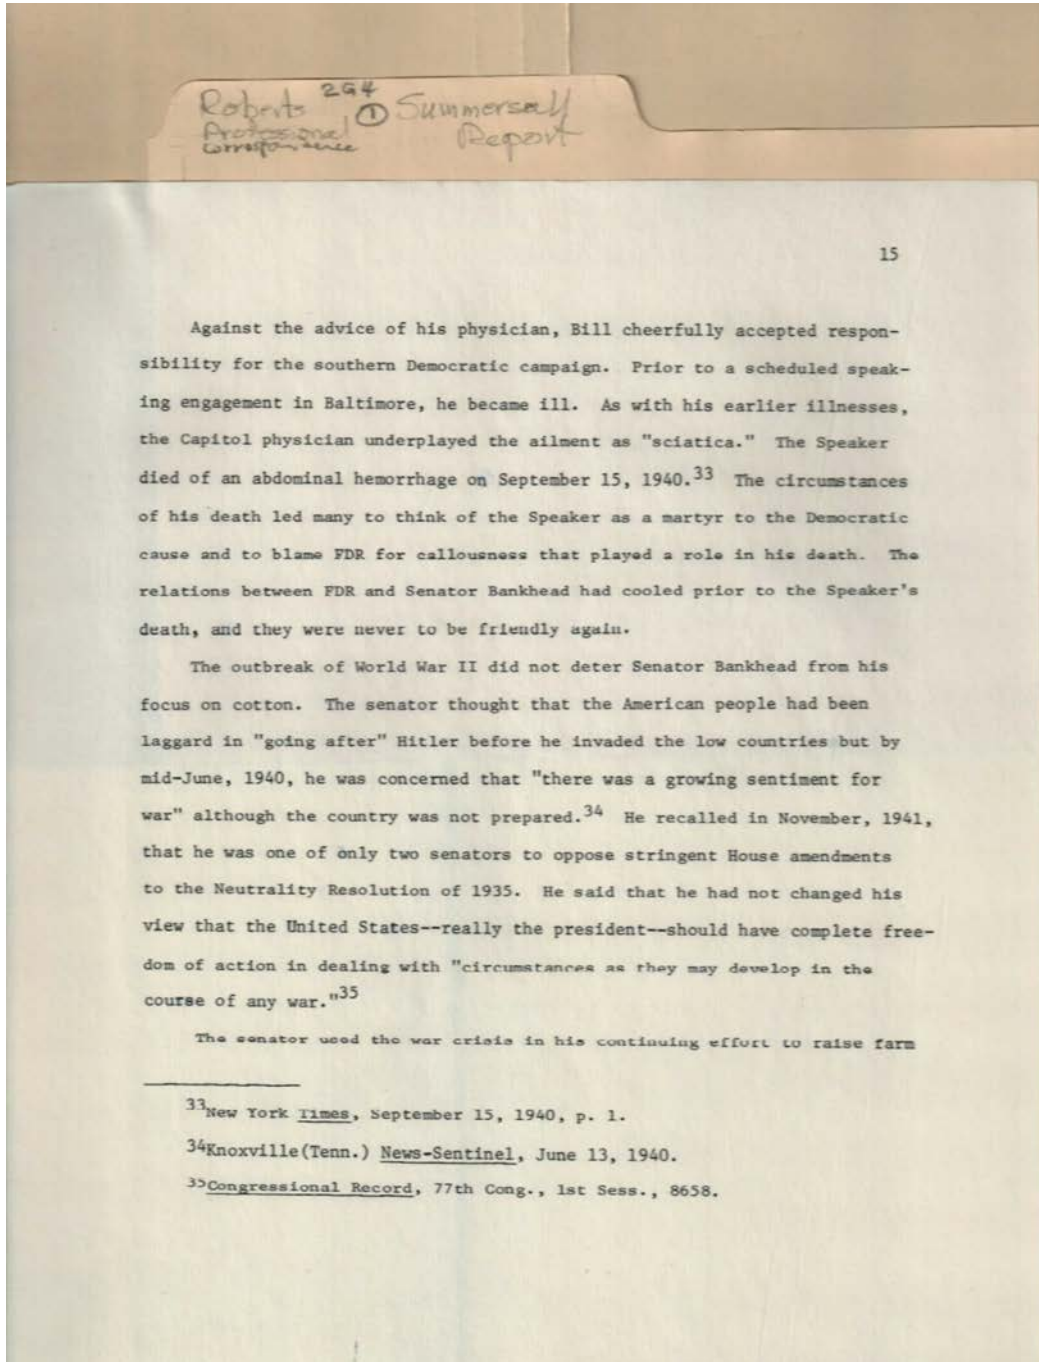 2G4
Roberts ① Summersell
Professional Report
Correspondence
15
Against the advice of his physician, Bill cheerfully accepted respon-
sibility for the southern Democratic campaign. Prior to a scheduled speak-
ing engagement in Baltimore, he became ill. As with his earlier illnesses,
the Capitol physician underplayed the ailment as "sciatica." The Speaker
died of an abdominal hemorrhage on September 15, 1940.33 The circumstances
of his death led many to think of the Speaker as a martyr to the Democratic
cause and to blame FDR for callousness that played a role in his death. The
relations between FDR and Senator Bankhead had cooled prior to the Speaker's
death, and they were never to be friendly again.
The outbreak of World War II did not deter Senator Bankhead from his
focus on cotton. The senator thought that the American people had been
laggard in "going after" Hitler before he invaded the low countries but by
mid-June, 1940, he was concerned that "there was a growing sentiment for
war" although the country was not prepared.34 He recalled in November, 1941,
that he was one of only two senators to oppose stringent House amendments
to the Neutrality Resolution of 1935. He said that he had not changed his
view that the United States--really the president--should have complete free-
dom of action in dealing with "circumstances as they may develop in the
course of any war."35
The senator used the war crisis in his continuing effort to raise farm
33New York Times, September 15, 1940, p. 1.
34Knoxville(Tenn.) News-Sentinel, June 13, 1940.
35Congressional Record, 77th Cong., 1st Sess., 8658.